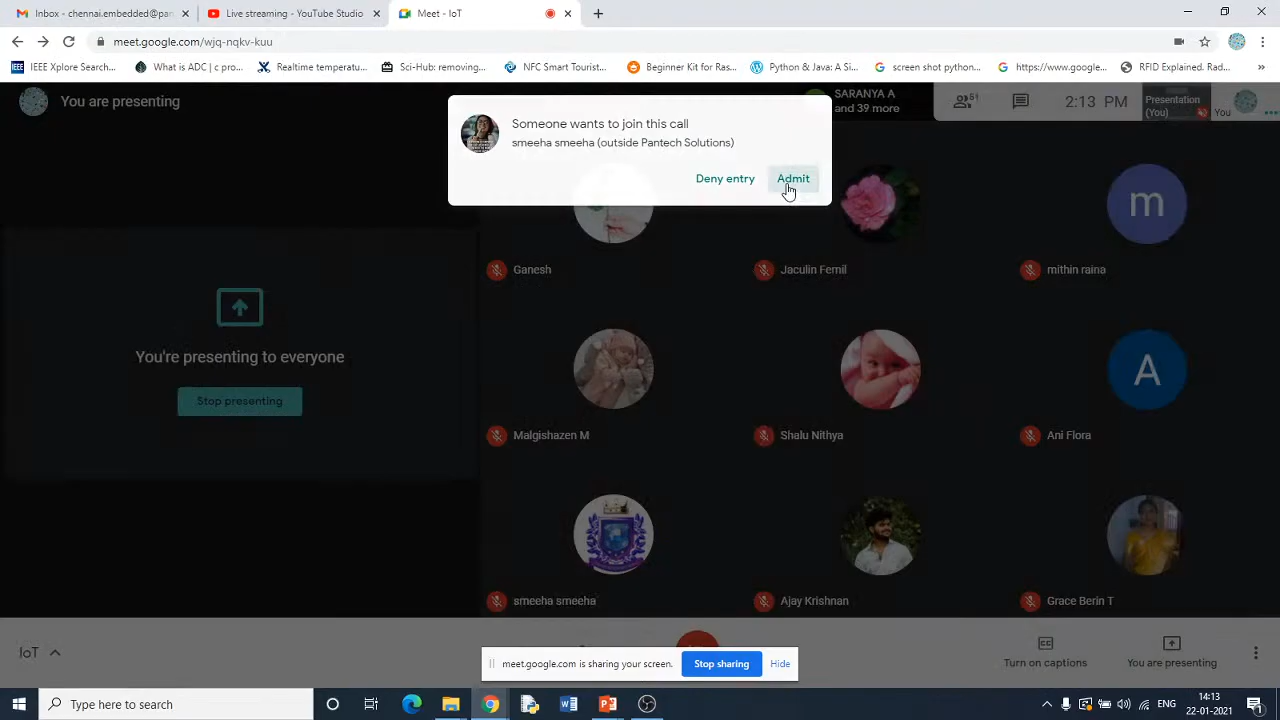 Inbox - chennai.embedded@pan
Live streaming - YouTube Studio
Meet - IoT
meet.google.com/wjq-nqkv-kuu
IEEE Xplore Search...
What is ADC | c pro...
Realtime temperatu...
Sci-Hub: removing...
NFC Smart Tourist...
Beginner Kit for Ras...
Python & Java: A Si...
screen shot python...
https://www.google...
RFID Explained. Rad...
»
You are presenting
SARANYA A
and 39 more
51
2:13 PM
Presentation
(You)
You
Someone wants to join this call
smeeha smeeha (outside Pantech Solutions)
Deny entry
Admit
Ganesh
Jaculin Femil
m
mithin raina
You're presenting to everyone
Stop presenting
Malgishazen M
Shalu Nithya
A
Ani Flora
smeeha smeeha
Ajay Krishnan
Grace Berin T
IoT
meet.google.com is sharing your screen.
Stop sharing
Hide
CC
Turn on captions
You are presenting
Type here to search
ENG
14:13
22-01-2021